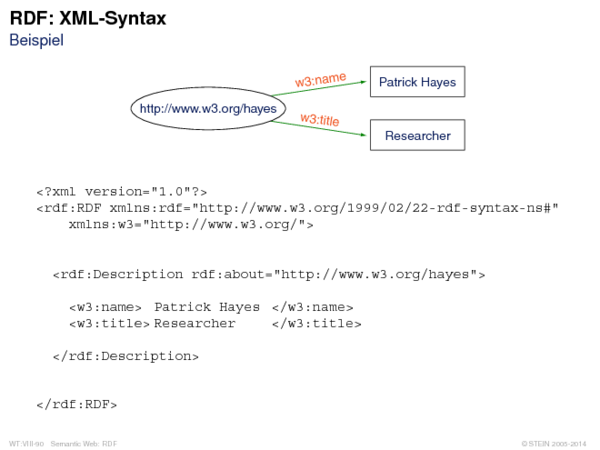 RDF: XML-Syntax
Beispiel
w3:name
Patrick Hayes
http://www.w3.org/hayes
w3:title
Researcher
<?xml version="1.0"?>
<rdf:RDF xmlns:rdf="http://www.w3.org/1999/02/22-rdf-syntax-ns#"
xmlns:w3="http://www.w3.org/">
<rdf:Description rdf:about="http://www.w3.org/hayes">
<w3:name> Patrick Hayes </w3:name>
<w3:title> Researcher </w3:title>
</rdf:Description>
</rdf:RDF>
WT:VIII-90 Semantic Web: RDF © STEIN 2005-2014